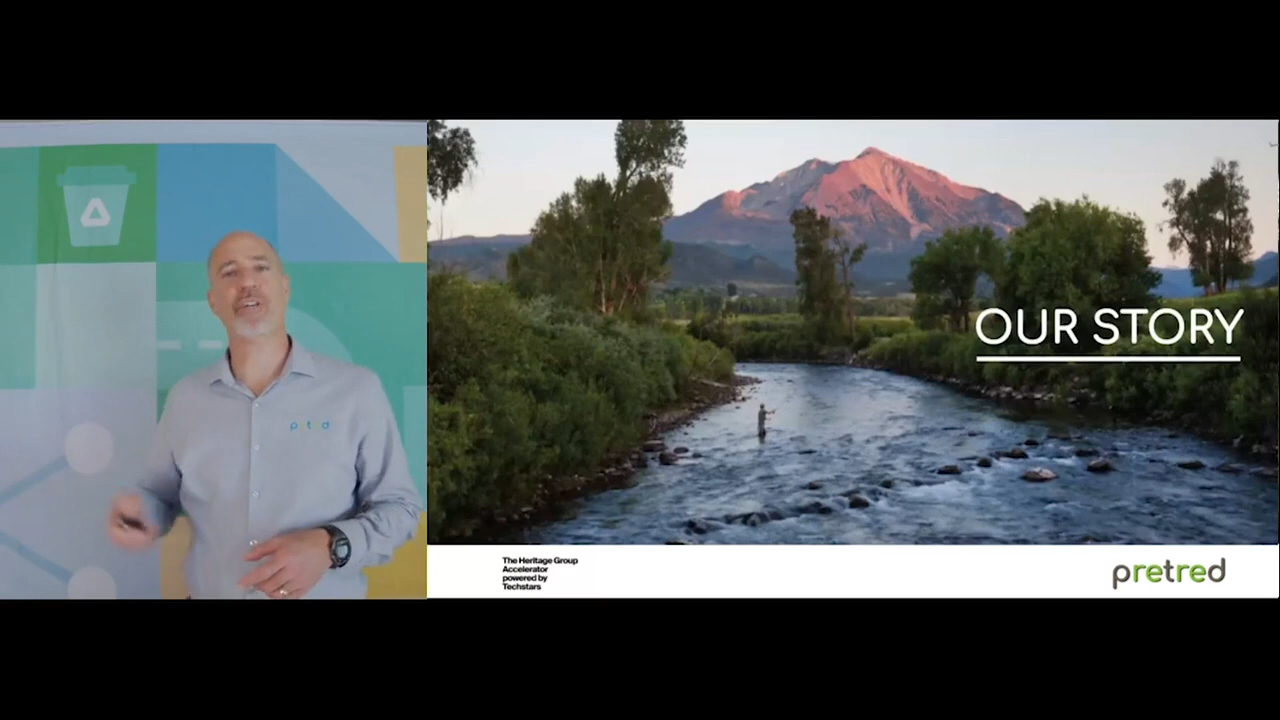 OUR STORY
The Heritage Group
Accelerator
powered by
Techstars
pretred